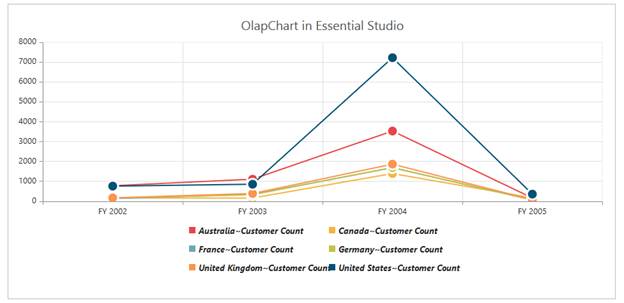 OlapChart in Essential Studio
8000
7000
6000
5000
4000
3000
2000
1000
0
FY 2002 FY 2003 FY 2004 FY 2005
Australia~Customer Count Canada~Customer Count
France~Customer Count Germany~Customer Count
United Kingdom~Customer Count United States~Customer Count